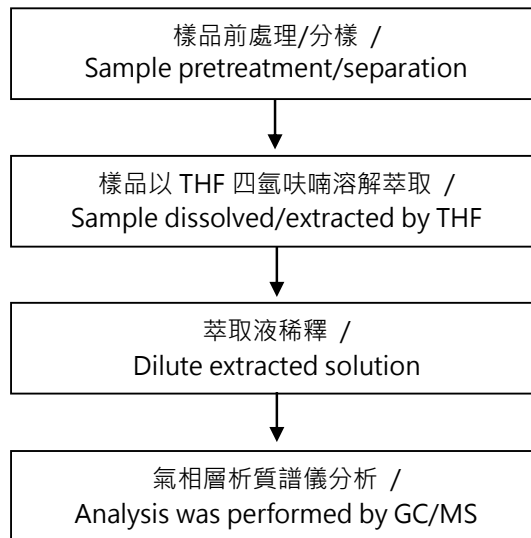 樣品前處理/分樣 /
Sample pretreatment/separation
樣品以 THF 四氫呋喃溶解萃取 /
Sample dissolved/extracted by THF
萃取液稀釋 /
Dilute extracted solution
氣相層析質譜儀分析 /
Analysis was performed by GC/MS